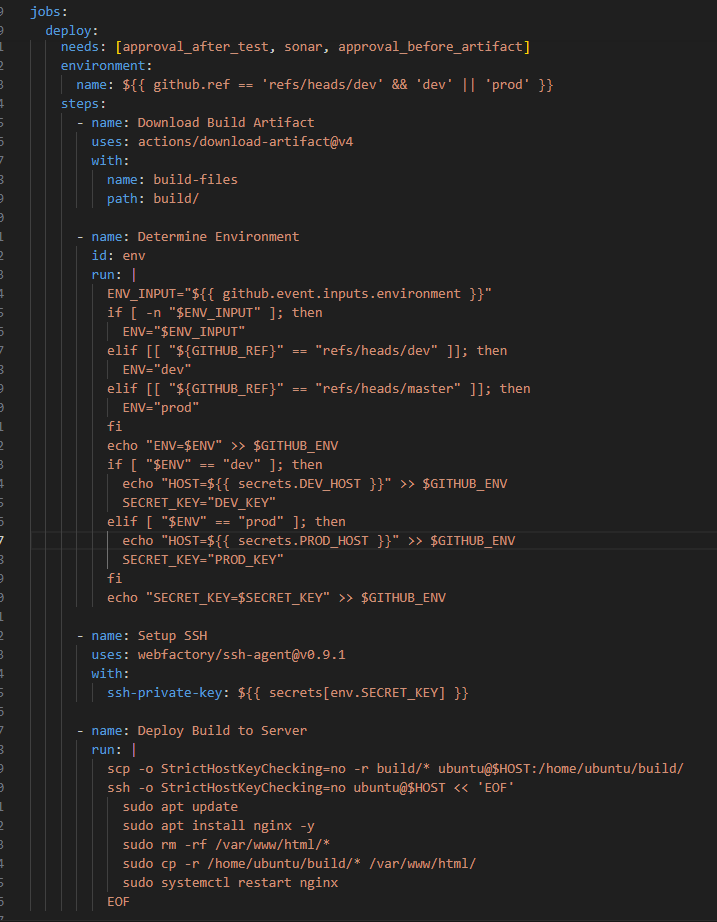 jobs:
deploy:
needs: [approval_after_test, sonar, approval_before_artifact]
environment:
name: ${{ github.ref == 'refs/heads/dev' && 'dev' || 'prod' }}
steps:
- name: Download Build Artifact
uses: actions/download-artifact@v4
with:
name: build-files
path: build/
- name: Determine Environment
id: env
run: |
ENV_INPUT="${{ github.event.inputs.environment }}"
if [ -n "$ENV_INPUT" ]; then
ENV="$ENV_INPUT"
elif [[ "${GITHUB_REF}" == "refs/heads/dev" ]]; then
ENV="dev"
elif [[ "${GITHUB_REF}" == "refs/heads/master" ]]; then
ENV="prod"
fi
echo "ENV=$ENV" >> $GITHUB_ENV
if [ "$ENV" == "dev" ]; then
echo "HOST=${{ secrets.DEV_HOST }}" >> $GITHUB_ENV
SECRET_KEY="DEV_KEY"
elif [ "$ENV" == "prod" ]; then
echo "HOST=${{ secrets.PROD_HOST }}" >> $GITHUB_ENV
SECRET_KEY="PROD_KEY"
fi
echo "SECRET_KEY=$SECRET_KEY" >> $GITHUB_ENV
- name: Setup SSH
uses: webfactory/ssh-agent@v0.9.1
with:
ssh-private-key: ${{ secrets[env.SECRET_KEY] }}
- name: Deploy Build to Server
run: |
scp -o StrictHostKeyChecking=no -r build/* ubuntu@$HOST:/home/ubuntu/build/
ssh -o StrictHostKeyChecking=no ubuntu@$HOST << 'EOF'
sudo apt update
sudo apt install nginx -y
sudo rm -rf /var/www/html/*
sudo cp -r /home/ubuntu/build/* /var/www/html/
sudo systemctl restart nginx
EOF